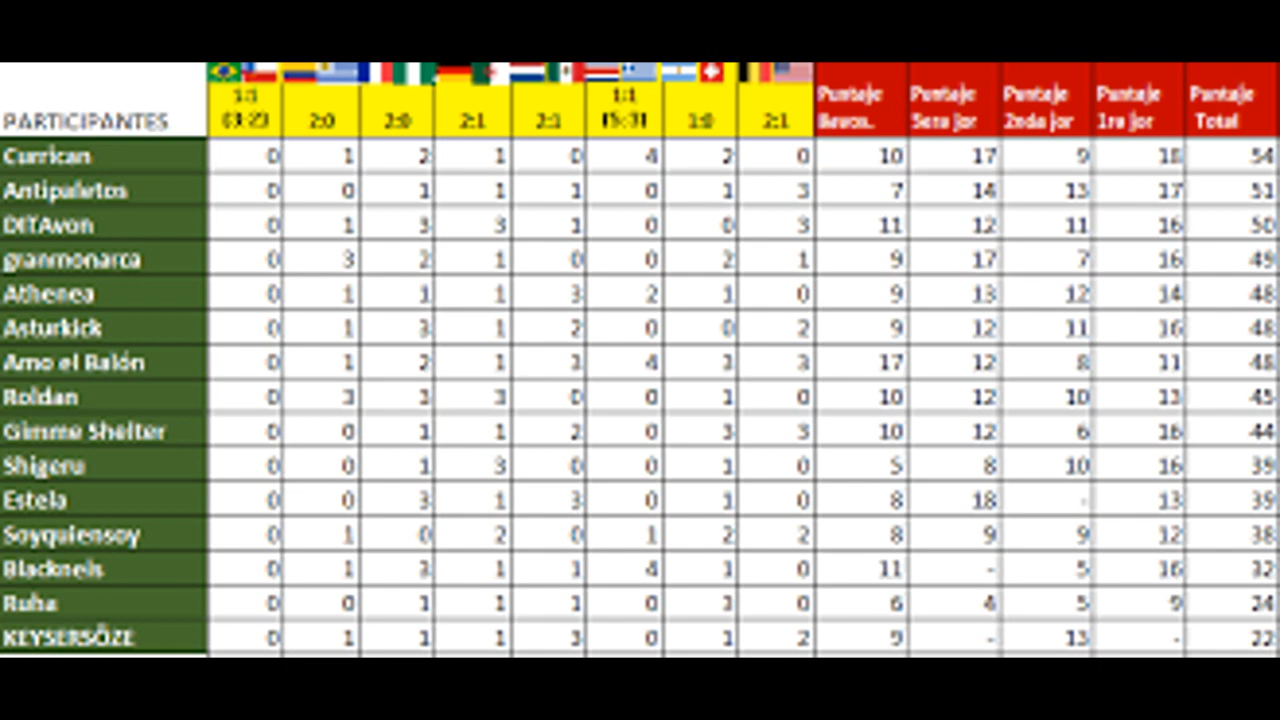 1:1 1:1 Puntaje Puntaje Puntaje Puntaje Puntaje
PARTICIPANTES (3:2) 2:0 2:0 2:1 2:1 (5:3) 1:0 2:1 8avos. 3era jor 2nda jor 1ra jor Total
Currican 0 1 2 1 0 4 2 0 10 17 9 18 54
Antipaletos 0 0 1 1 1 0 1 3 7 14 13 17 51
DITAvon 0 1 3 3 1 0 0 3 11 12 11 16 50
granmonarca 0 3 2 1 0 0 2 1 9 17 7 16 49
Athenea 0 1 1 1 3 2 1 0 9 13 12 14 48
Asturkick 0 1 3 1 2 0 0 2 9 12 11 16 48
Amo el Balón 0 1 2 1 3 4 3 3 17 12 8 11 48
Roldan 0 3 3 3 0 0 1 0 10 12 10 13 45
Gimme Shelter 0 0 1 1 2 0 3 3 10 12 6 16 44
Shigeru 0 0 1 3 0 0 1 0 5 8 10 16 39
Estela 0 0 3 1 3 0 1 0 8 18 - 13 39
Soyquiensoy 0 1 0 2 0 1 2 2 8 9 9 12 38
Blackneis 0 1 3 1 1 4 1 0 11 - 5 16 32
Ruha 0 0 1 1 1 0 3 0 6 4 5 9 24
KEYSERSÖZE 0 1 1 1 3 0 1 2 9 - 13 - 22